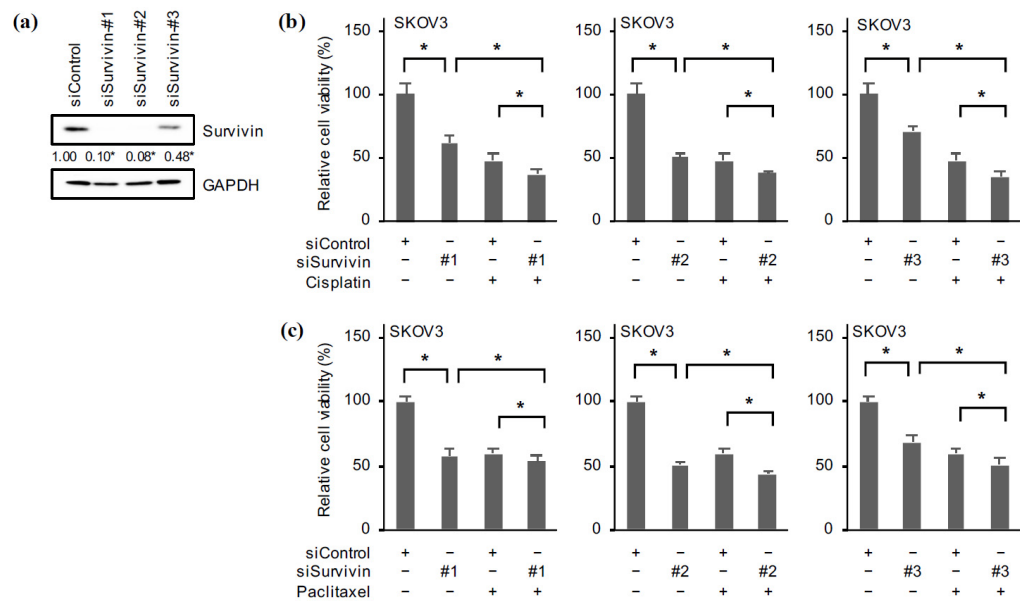 (a)
siControl
siSurvivin-#1
siSurvivin-#2
siSurvivin-#3
Survivin
1.00 0.10* 0.08* 0.48*
GAPDH
(b)
Relative cell viability (%)
SKOV3
150
100
50
0
* * *
SKOV3
150
100
50
0
* * *
SKOV3
150
100
50
0
* * *
siControl + − + − + − + − + − + −
siSurvivin − #1 − #1 − #2 − #2 − #3 − #3
Cisplatin − − + + − − + + − − + +
(c)
Relative cell viability (%)
SKOV3
150
100
50
0
* * *
SKOV3
150
100
50
0
* * *
SKOV3
150
100
50
0
* * *
siControl + − + − + − + − + − + −
siSurvivin − #1 − #1 − #2 − #2 − #3 − #3
Paclitaxel − − + + − − + + − − + +